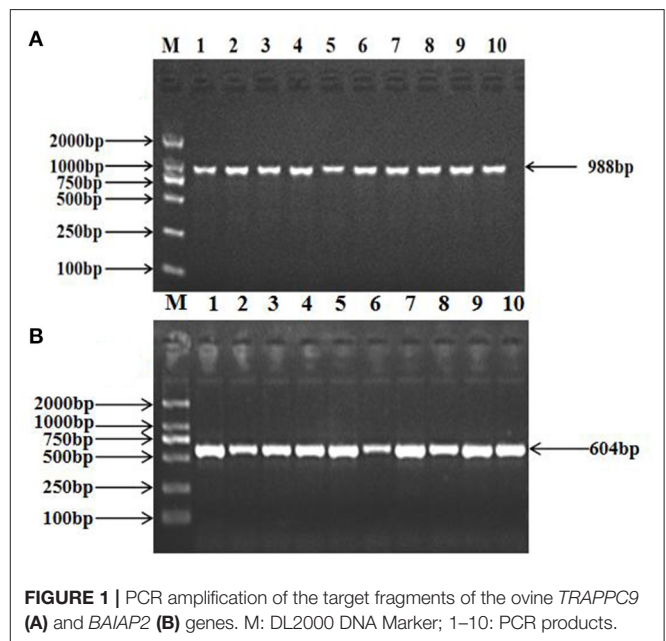 A
M 1 2 3 4 5 6 7 8 9 10
2000bp
1000bp
750bp
500bp
250bp
100bp
988bp
M 1 2 3 4 5 6 7 8 9 10
B
2000bp
1000bp
750bp
500bp
250bp
100bp
604bp
FIGURE 1 | PCR amplification of the target fragments of the ovine TRAPPC9
(A) and BAIAP2 (B) genes. M: DL2000 DNA Marker; 1–10: PCR products.